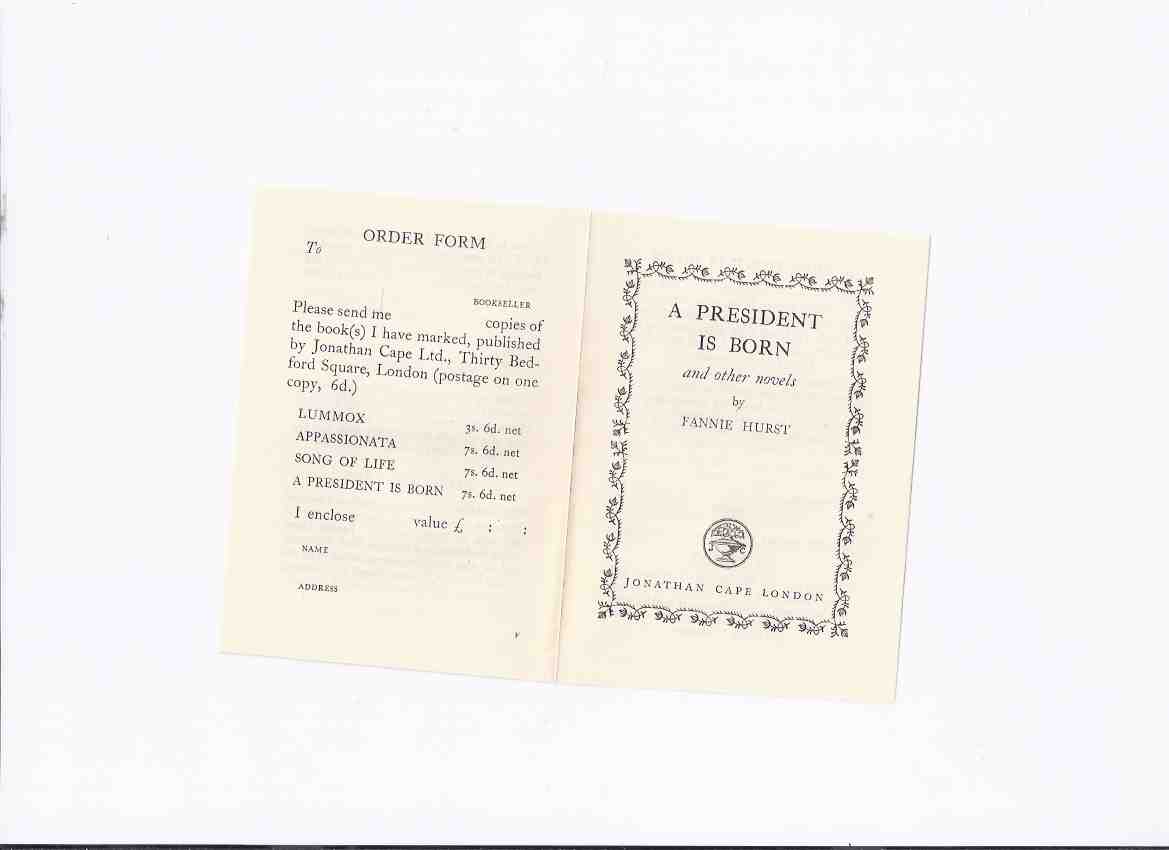 ORDER FORM
To
BOOKSELLER
Please send me copies of
the book(s) I have marked, published
by Jonathan Cape Ltd., Thirty Bed-
ford Square, London (postage on one
copy, 6d.)
LUMMOX 3s. 6d. net
APPASSIONATA 7s. 6d. net
SONG OF LIFE 7s. 6d. net
A PRESIDENT IS BORN 7s. 6d. net
I enclose value £ : :
NAME
ADDRESS
A PRESIDENT
IS BORN
and other novels
by
FANNIE HURST
JONATHAN CAPE LONDON